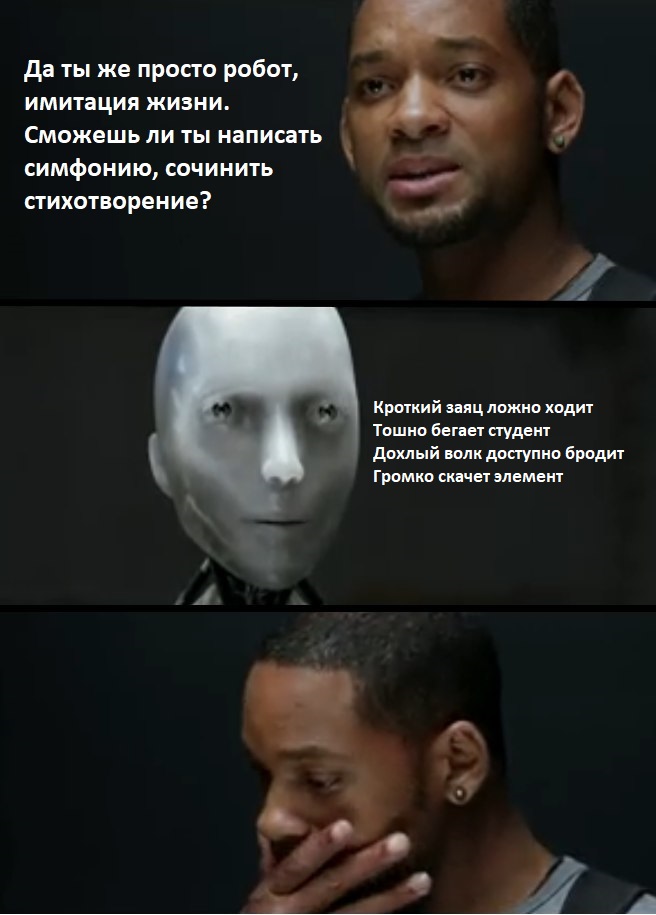 Да ты же просто робот,
имитация жизни.
Сможешь ли ты написать
симфонию, сочинить
стихотворение?
Кроткий заяц ложно ходит
Тошно бегает студент
Дохлый волк доступно бродит
Громко скачет элемент